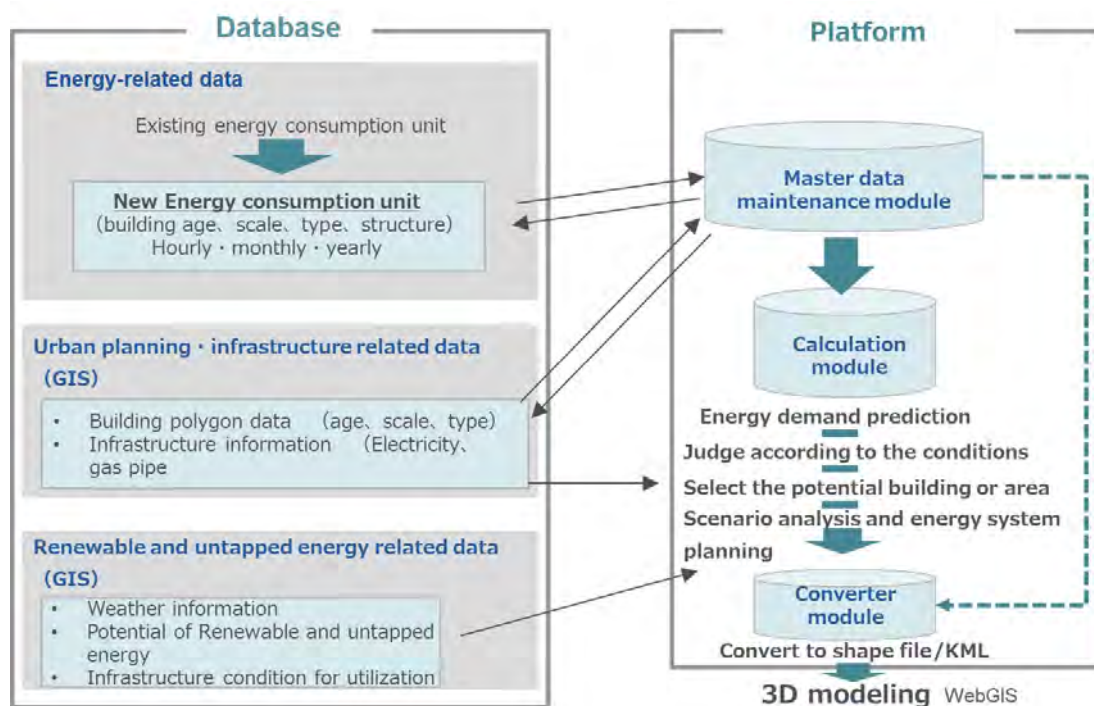 Database
Energy-related data
Existing energy consumption unit
New Energy consumption unit
（building age、scale、type、structure）
Hourly・monthly・yearly
Urban planning・infrastructure related data
（GIS）
• Building polygon data （age、scale、type）
• Infrastructure information （Electricity、
gas pipe
Renewable and untapped energy related data
（GIS）
• Weather information
• Potential of Renewable and untapped
energy
• Infrastructure condition for utilization
Platform
Master data
maintenance module
Calculation
module
Energy demand prediction
Judge according to the conditions
Select the potential building or area
Scenario analysis and energy system
planning
Converter
module
Convert to shape file/KML
3D modeling WebGIS